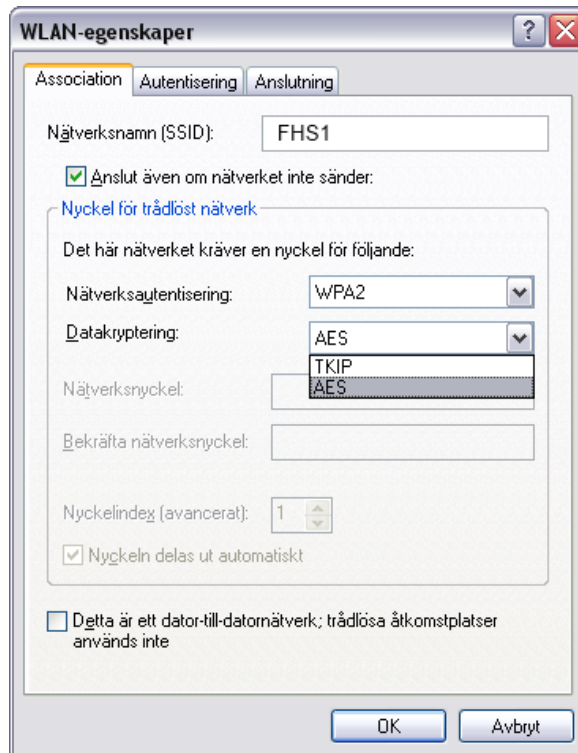 WLAN-egenskaper
Association
Autentisering
Anslutning
Nätverksnamn (SSID):
FHS1
Anslut även om nätverket inte sänder:
Nyckel för trådlöst nätverk
Det här nätverket kräver en nyckel för följande:
Nätverksautentisering:
WPA2
Datakryptering:
AES
TKIP
AES
Nätverksnyckel:
Bekräfta nätverksnyckel:
Nyckelindex (avancerat):
1
Nyckeln delas ut automatiskt
Detta är ett dator-till-datornätverk; trådlösa åtkomstplatser
används inte
OK
Avbryt